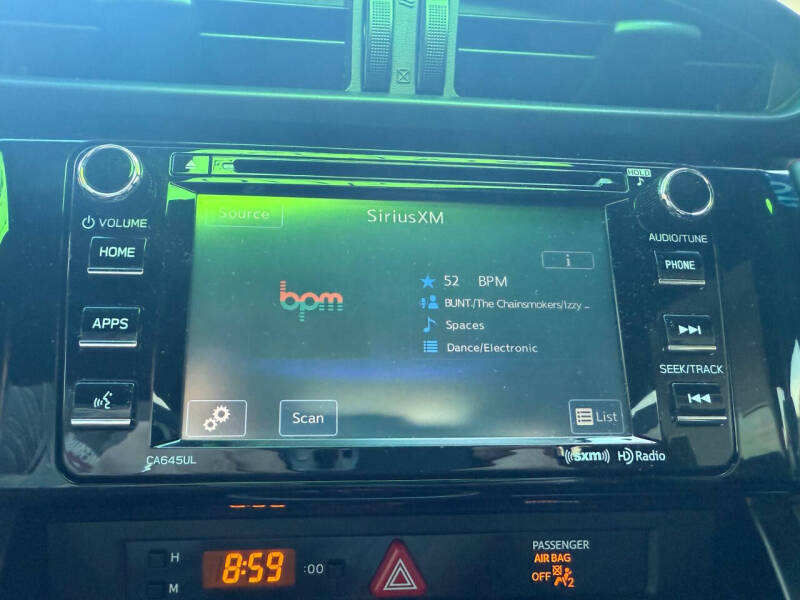 HOLD
VOLUME
AUDIO/TUNE
Source
SiriusXM
HOME
i
PHONE
52 BPM
bpm
BUNT./The Chainsmokers/Izzy ..
APPS
Spaces
Dance/Electronic
SEEK/TRACK
Scan
List
CA645UL
((sxm)) HD Radio
H
8:59 :00
M
PASSENGER
AIR BAG
OFF 2